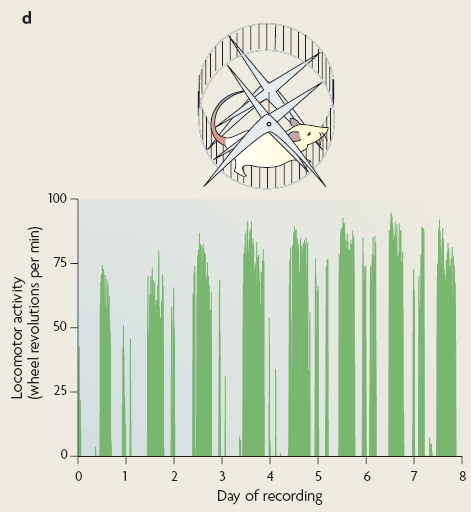 d
100
75
50
25
0
Locomotor activity
(wheel revolutions per min)
0 1 2 3 4 5 6 7 8
Day of recording